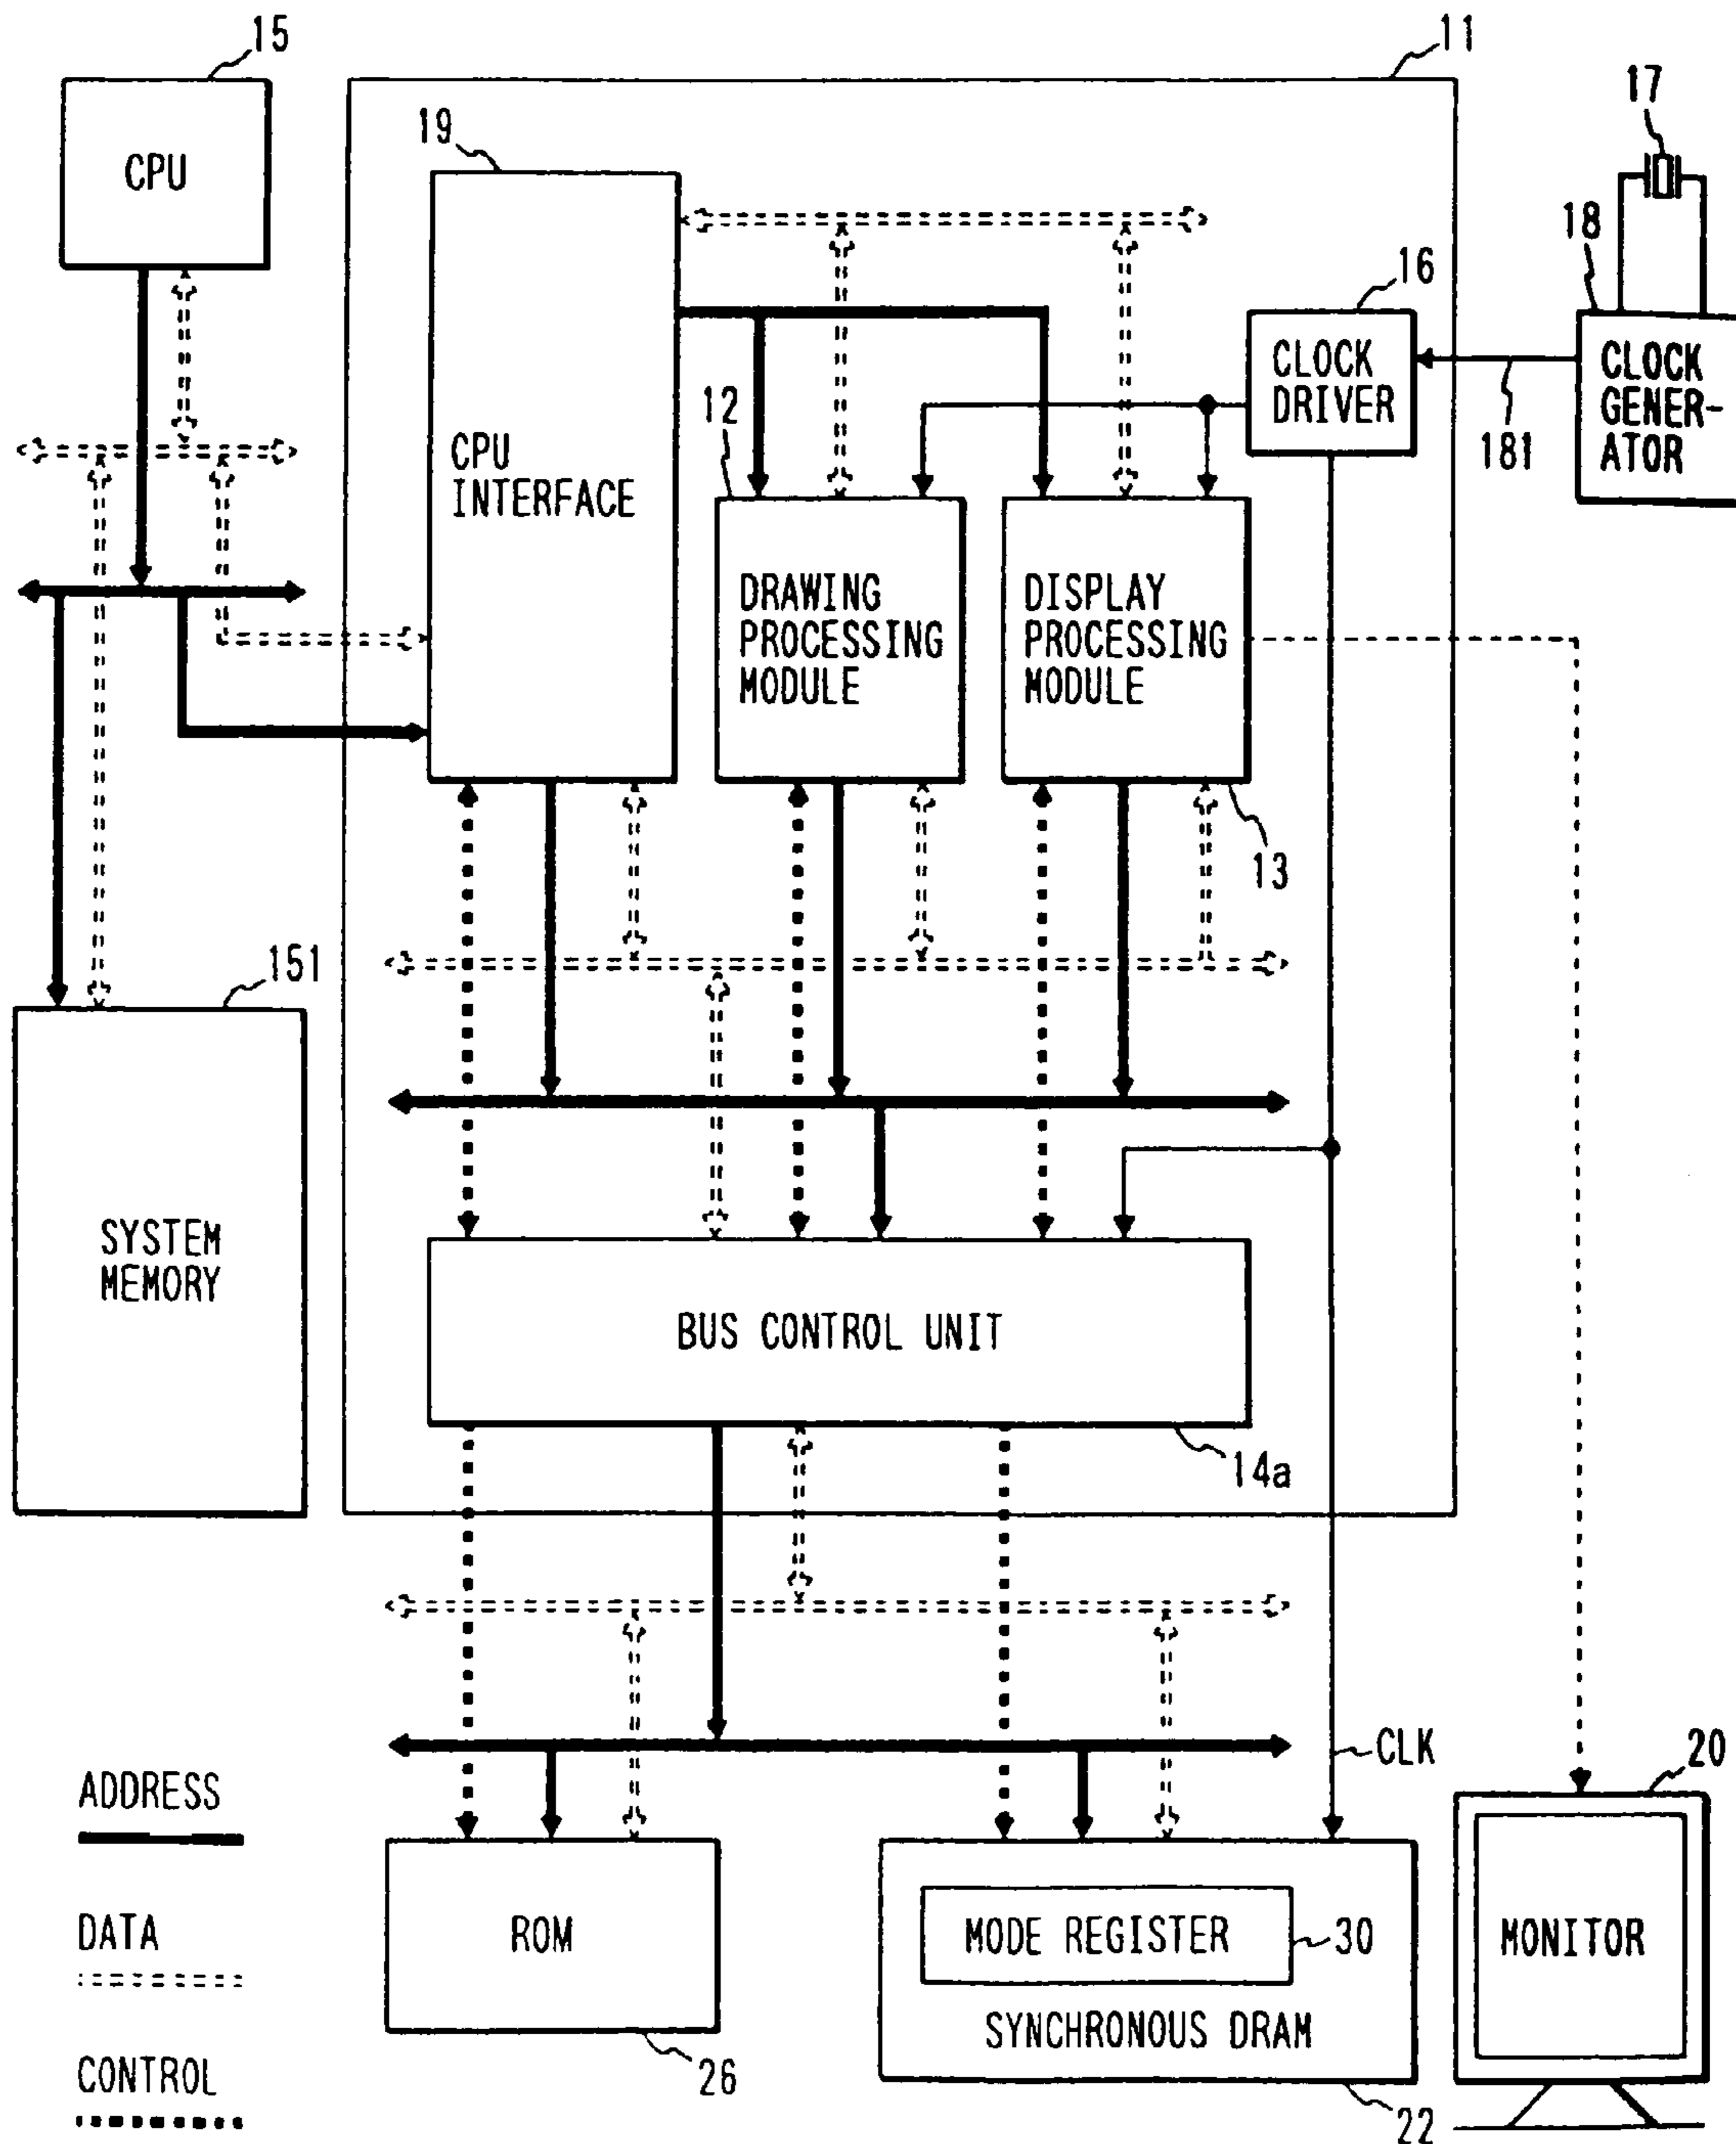 15
11
17
CPU
19
18
16
CLOCK
DRIVER
CLOCK
GENER-
ATOR
12
181
CPU
INTERFACE
DRAWING
PROCESSING
MODULE
DISPLAY
PROCESSING
MODULE
13
151
SYSTEM
MEMORY
BUS CONTROL UNIT
14a
CLK
20
ADDRESS
DATA
CONTROL
ROM
26
MODE REGISTER
30
SYNCHRONOUS DRAM
22
MONITOR